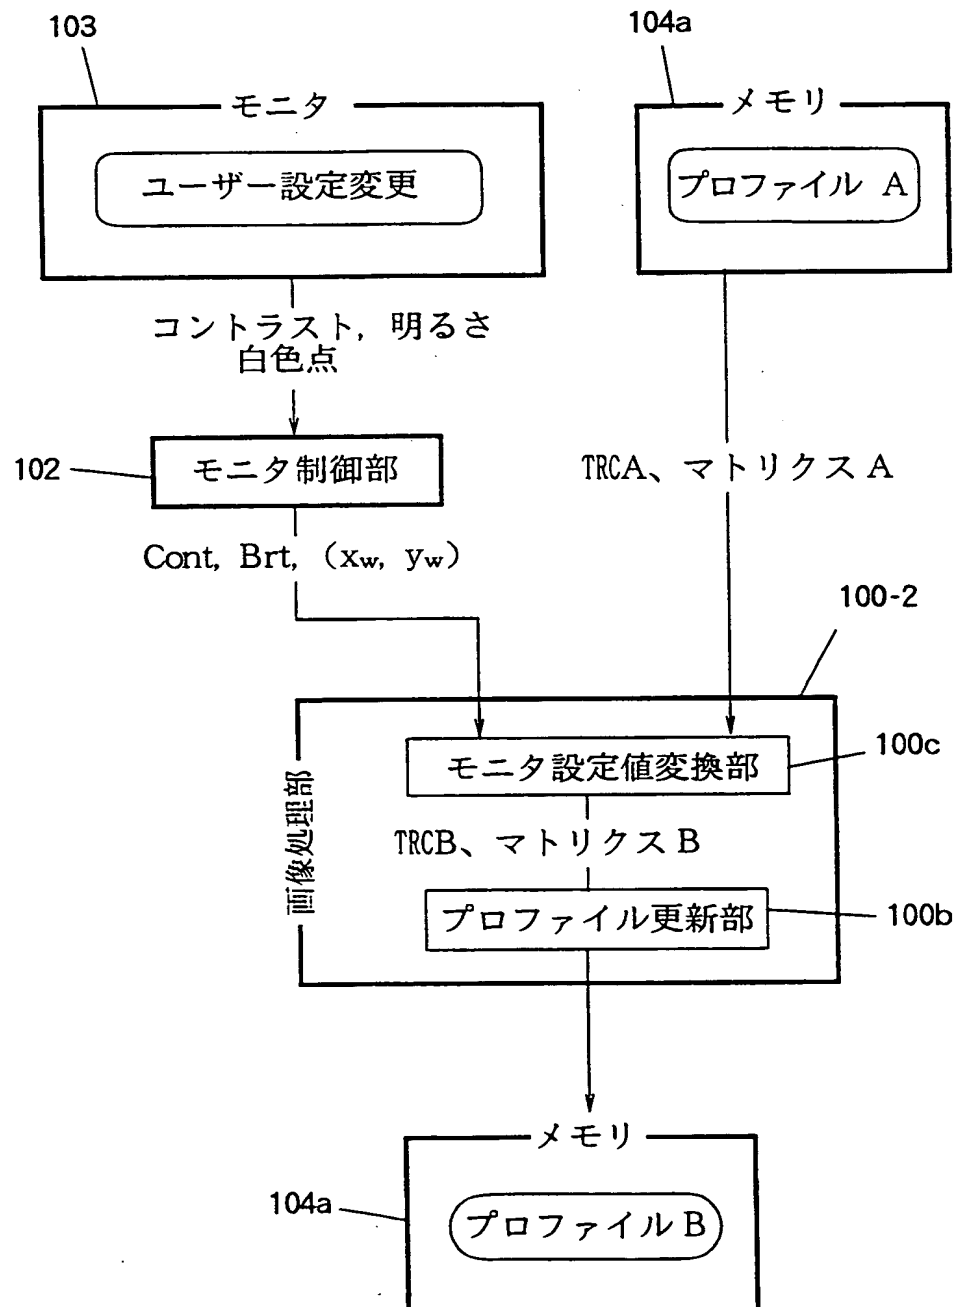 103
104a
モニタ
メモリ
ユーザー設定変更
プロファイル A
コントラスト, 明るさ
白色点
102
モニタ制御部
TRCA、マトリクス A
Cont, Brt, (xw, yw)
100-2
画像処理部
モニタ設定値変換部
100c
TRCB、マトリクス B
プロファイル更新部
100b
メモリ
104a
プロファイル B